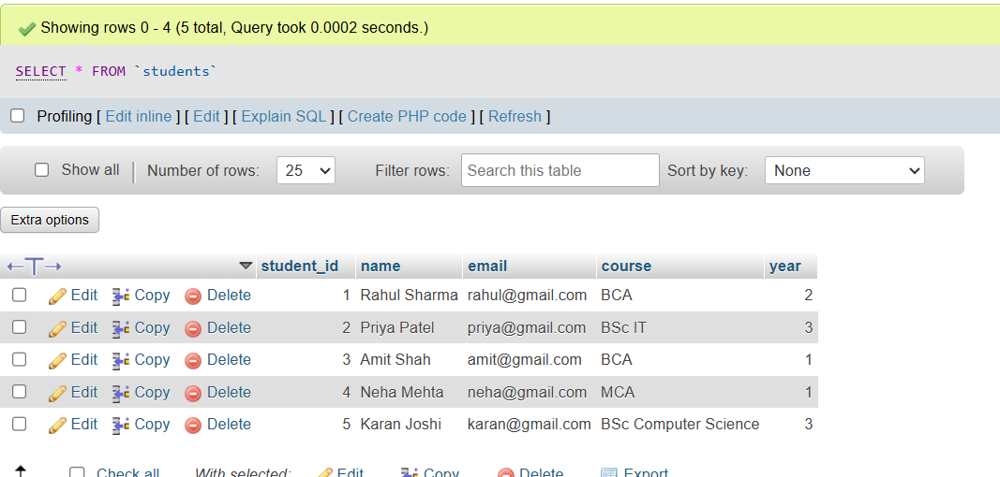 Showing rows 0 - 4 (5 total, Query took 0.0002 seconds.)
SELECT * FROM `students`
Profiling [ Edit inline ] [ Edit ] [ Explain SQL ] [ Create PHP code ] [ Refresh ]
Show all | Number of rows: 25 Filter rows: Search this table Sort by key: None
Extra options
student_id name email course year
Edit Copy Delete 1 Rahul Sharma rahul@gmail.com BCA 2
Edit Copy Delete 2 Priya Patel priya@gmail.com BSc IT 3
Edit Copy Delete 3 Amit Shah amit@gmail.com BCA 1
Edit Copy Delete 4 Neha Mehta neha@gmail.com MCA 1
Edit Copy Delete 5 Karan Joshi karan@gmail.com BSc Computer Science 3
Check all With selected: Edit Copy Delete Export